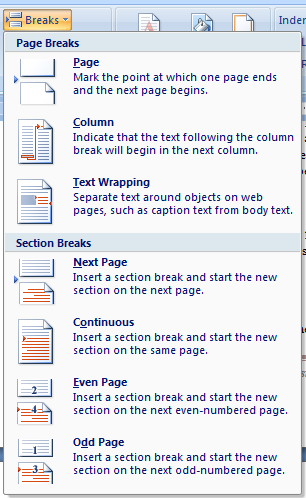 Breaks
Inden
Page Breaks
Page
Mark the point at which one page ends
and the next page begins.
Column
Indicate that the text following the column
break will begin in the next column.
Text Wrapping
Separate text around objects on web
pages, such as caption text from body text.
Section Breaks
Next Page
Insert a section break and start the new
section on the next page.
Continuous
Insert a section break and start the new
section on the same page.
Even Page
2
4
Insert a section break and start the new
section on the next even-numbered page.
Odd Page
1
3
Insert a section break and start the new
section on the next odd-numbered page.